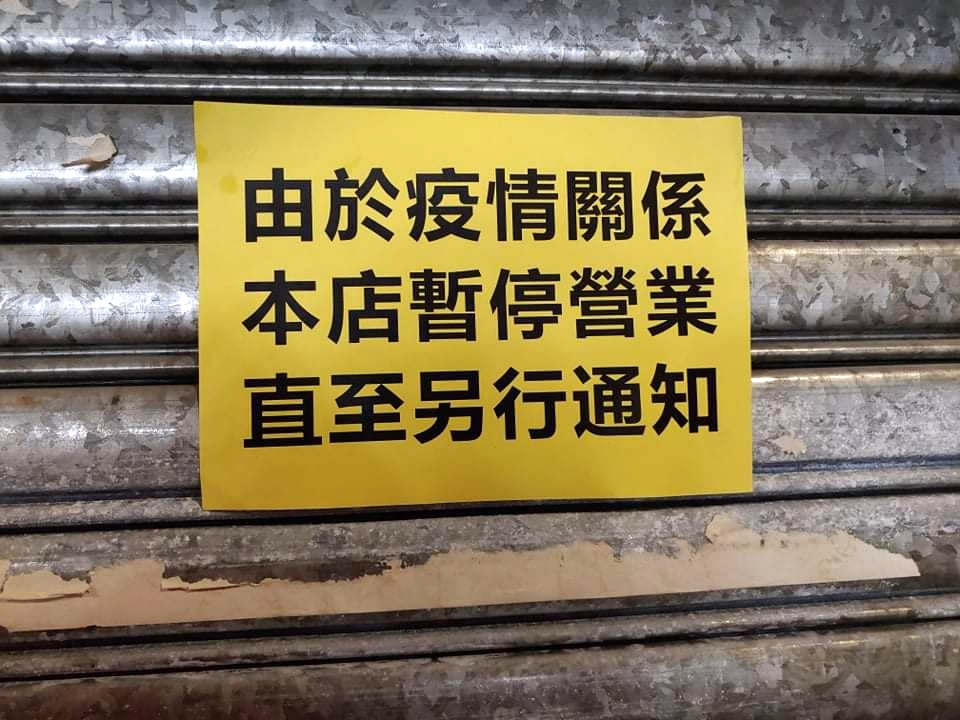 由於疫情關係
本店暫停營業
直至另行通知